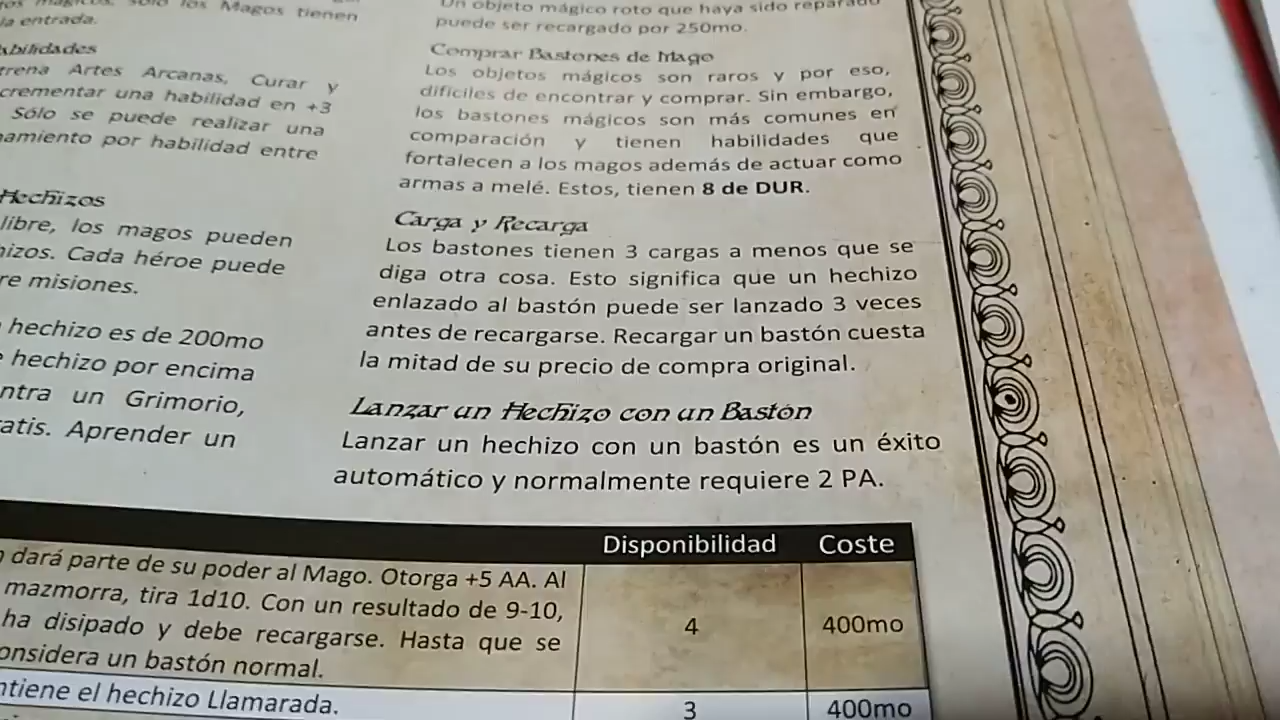 los Magos tienen
la entrada.
Habilidades
Artes Arcanas, Curar y
una habilidad en +3
Sólo se puede realizar una
por habilidad entre
Hechizos
libre, los magos pueden
Cada héroe puede
misiones.
hechizo es de 200mo
hechizo por encima
un Grimorio,
Aprender un
Un objeto mágico roto que haya sido reparado
puede ser recargado por 250mo.
Comprar Bastones de Mago
Los objetos mágicos son raros y por eso,
difíciles de encontrar y comprar. Sin embargo,
los bastones mágicos son más comunes en
comparación y tienen habilidades que
fortalecen a los magos además de actuar como
armas a melé. Estos, tienen 8 de DUR.
Carga y Recarga
Los bastones tienen 3 cargas a menos que se
diga otra cosa. Esto significa que un hechizo
enlazado al bastón puede ser lanzado 3 veces
antes de recargarse. Recargar un bastón cuesta
la mitad de su precio de compra original.
Lanzar un Hechizo con un Bastón
Lanzar un hechizo con un bastón es un éxito
automático y normalmente requiere 2 PA.
Disponibilidad Coste
dará parte de su poder al Mago. Otorga +5 AA. Al
mazmorra, tira 1d10. Con un resultado de 9-10,
ha disipado y debe recargarse. Hasta que se
considera un bastón normal.
4 400mo
el hechizo Llamarada.
3 400mo